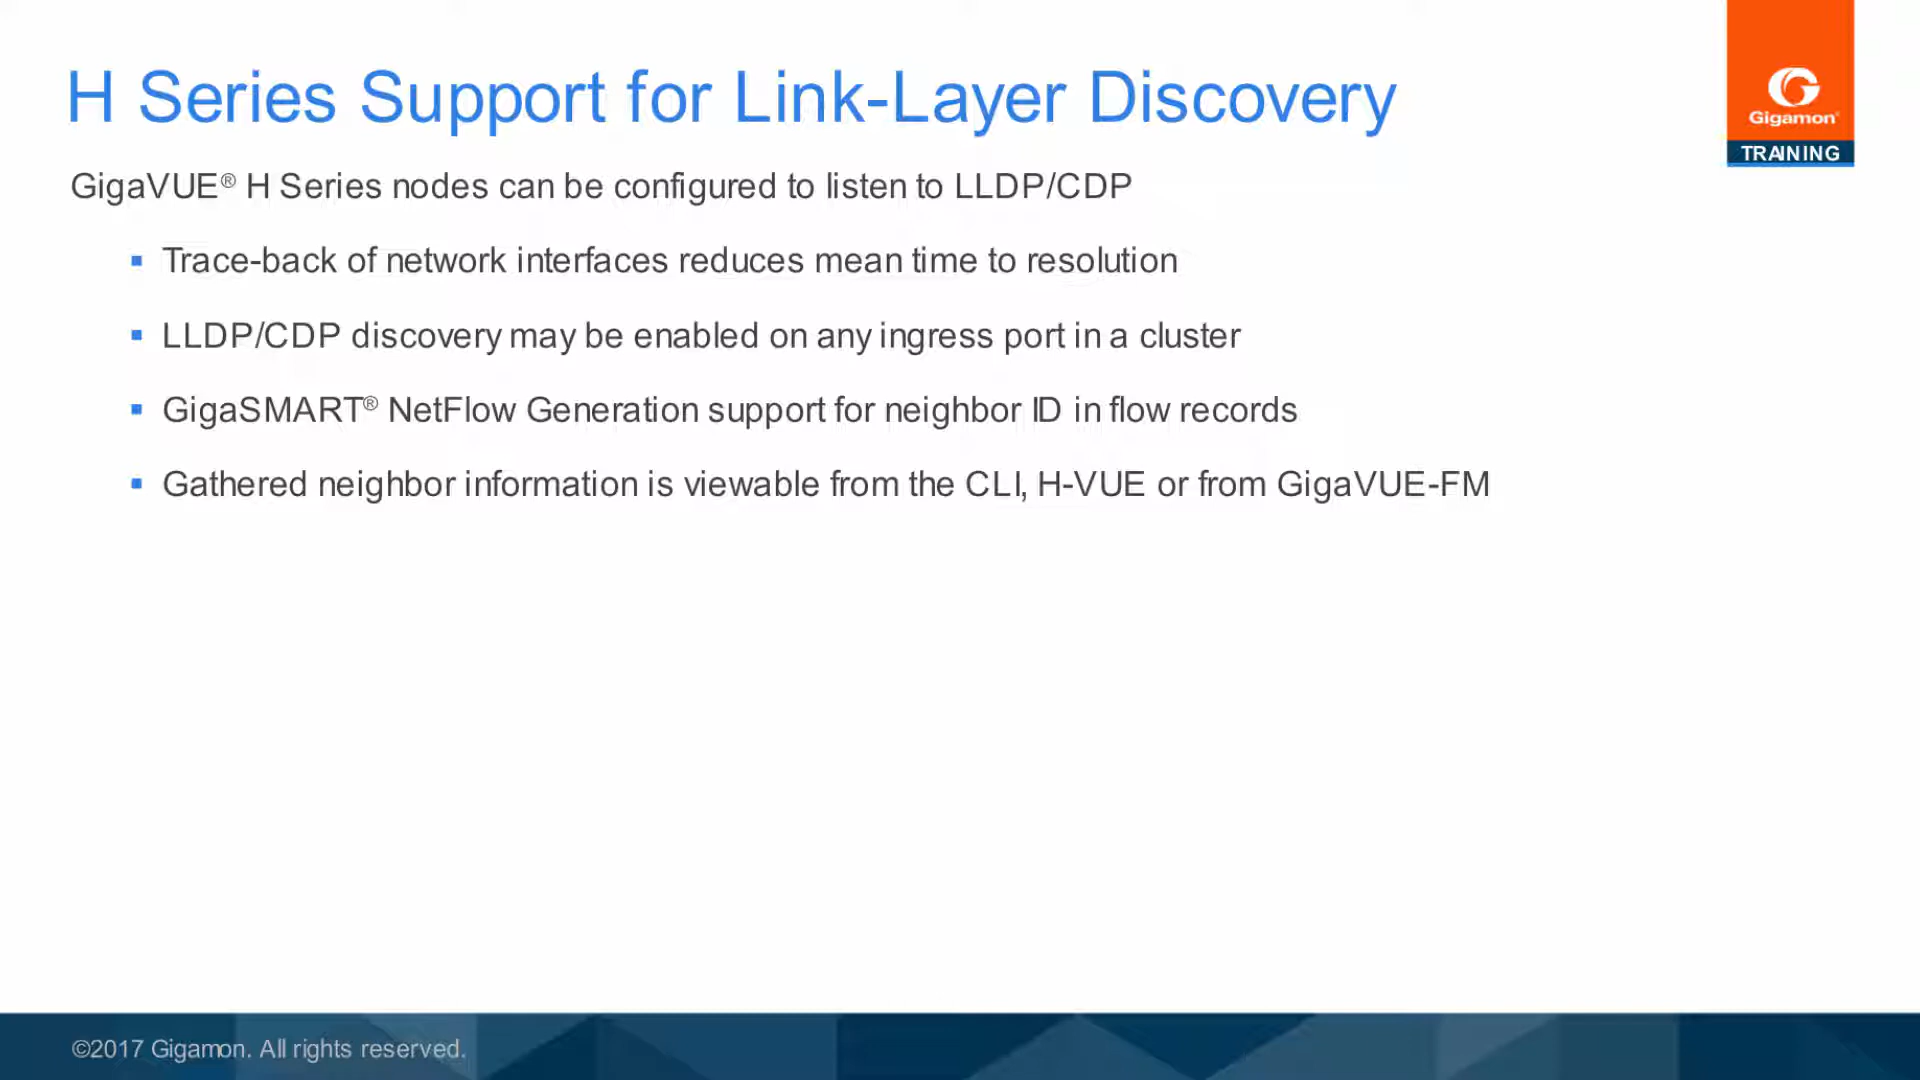 H Series Support for Link-Layer Discovery
Gigamon®
TRAINING
GigaVUE® H Series nodes can be configured to listen to LLDP/CDP
▪ Trace-back of network interfaces reduces mean time to resolution
▪ LLDP/CDP discovery may be enabled on any ingress port in a cluster
▪ GigaSMART® NetFlow Generation support for neighbor ID in flow records
▪ Gathered neighbor information is viewable from the CLI, H-VUE or from GigaVUE-FM
©2017 Gigamon. All rights reserved.